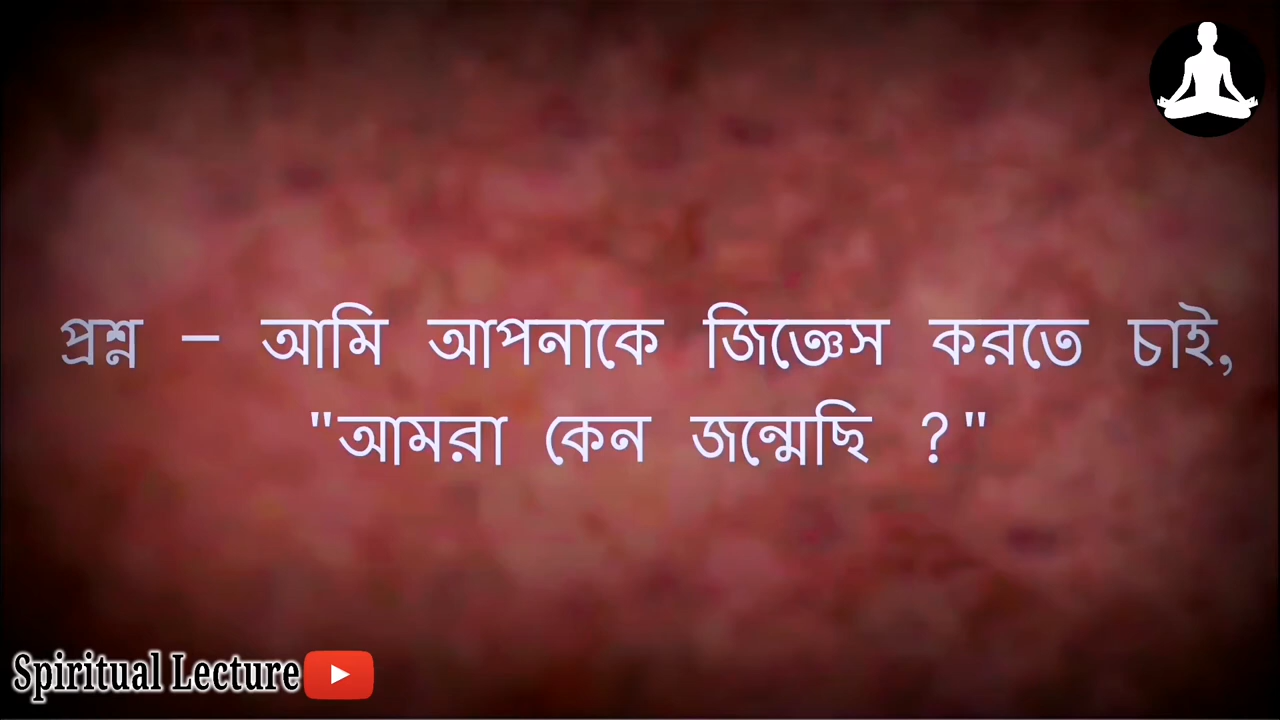 প্রশ্ন – আমি আপনাকে জিজ্ঞেস করতে চাই,
"আমরা কেন জন্মেছি ?"
Spiritual Lecture